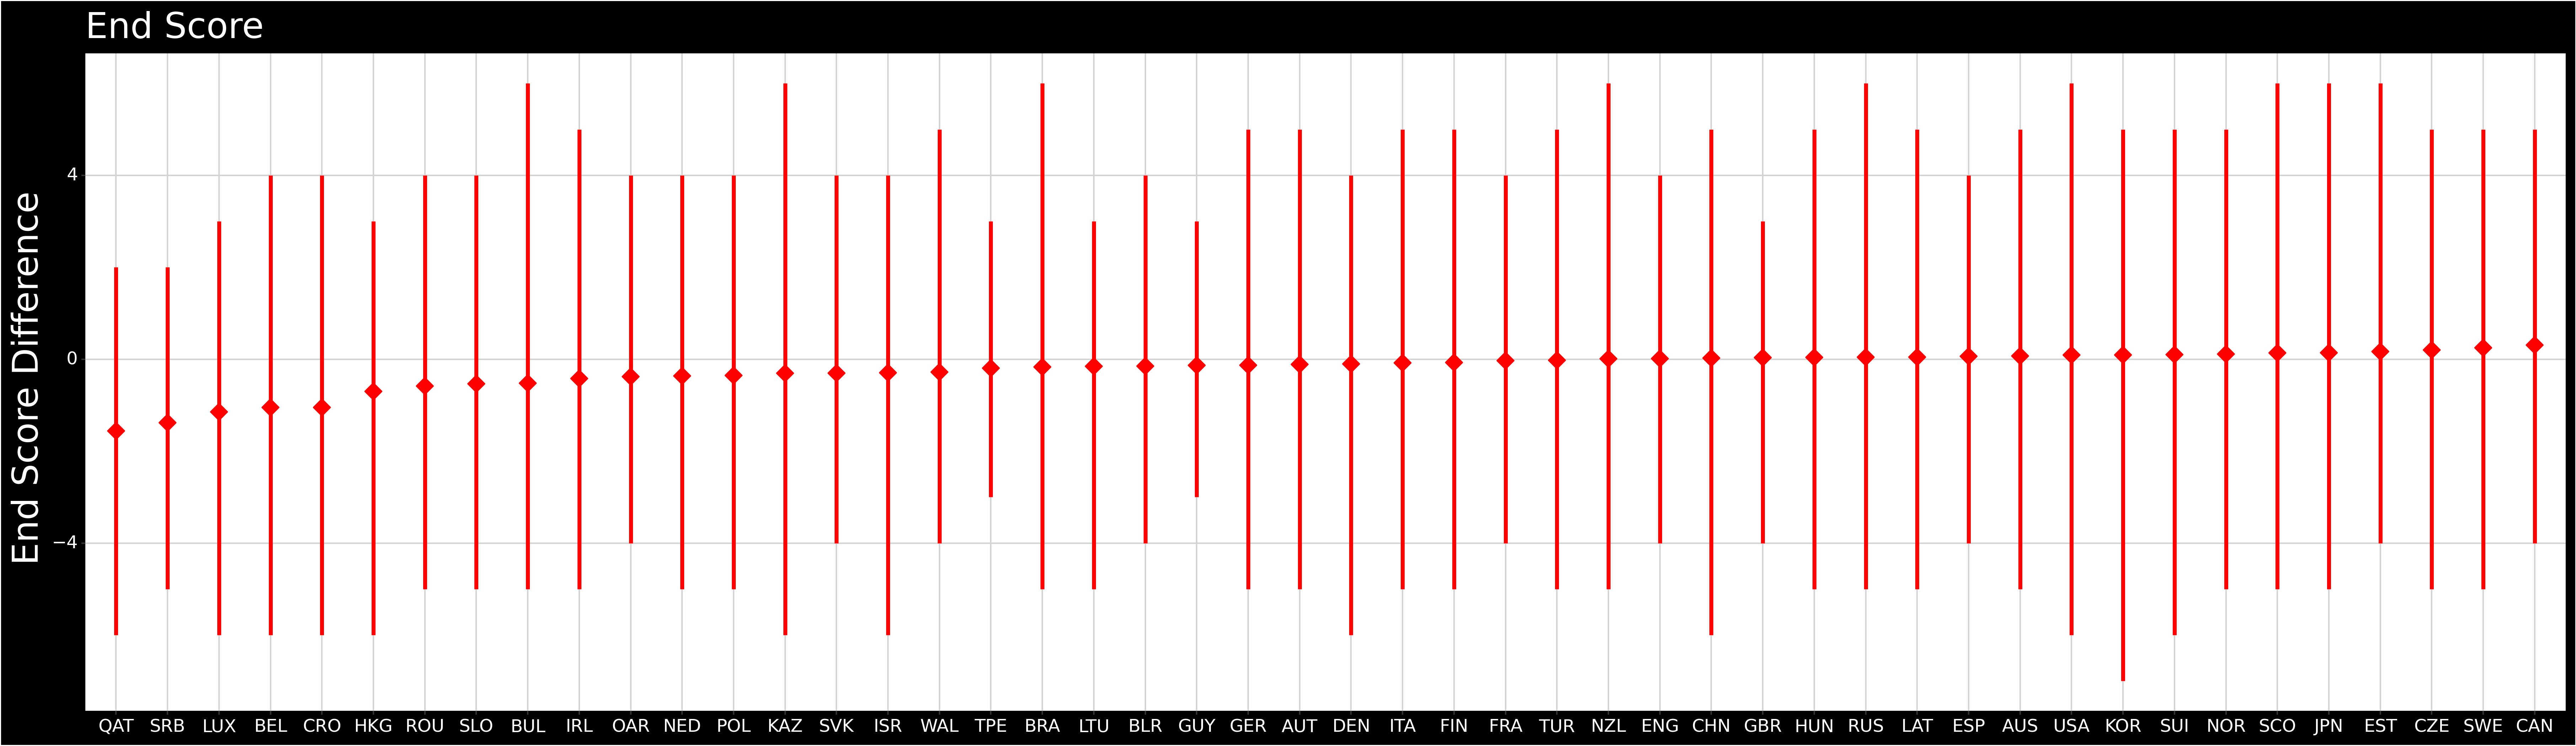 End Score
End Score Difference
4
0
−4
QAT SRB LUX BEL CRO HKG ROU SLO BUL IRL OAR NED POL KAZ SVK ISR WAL TPE BRA LTU BLR GUY GER AUT DEN ITA FIN FRA TUR NZL ENG CHN GBR HUN RUS LAT ESP AUS USA KOR SUI NOR SCO JPN EST CZE SWE CAN